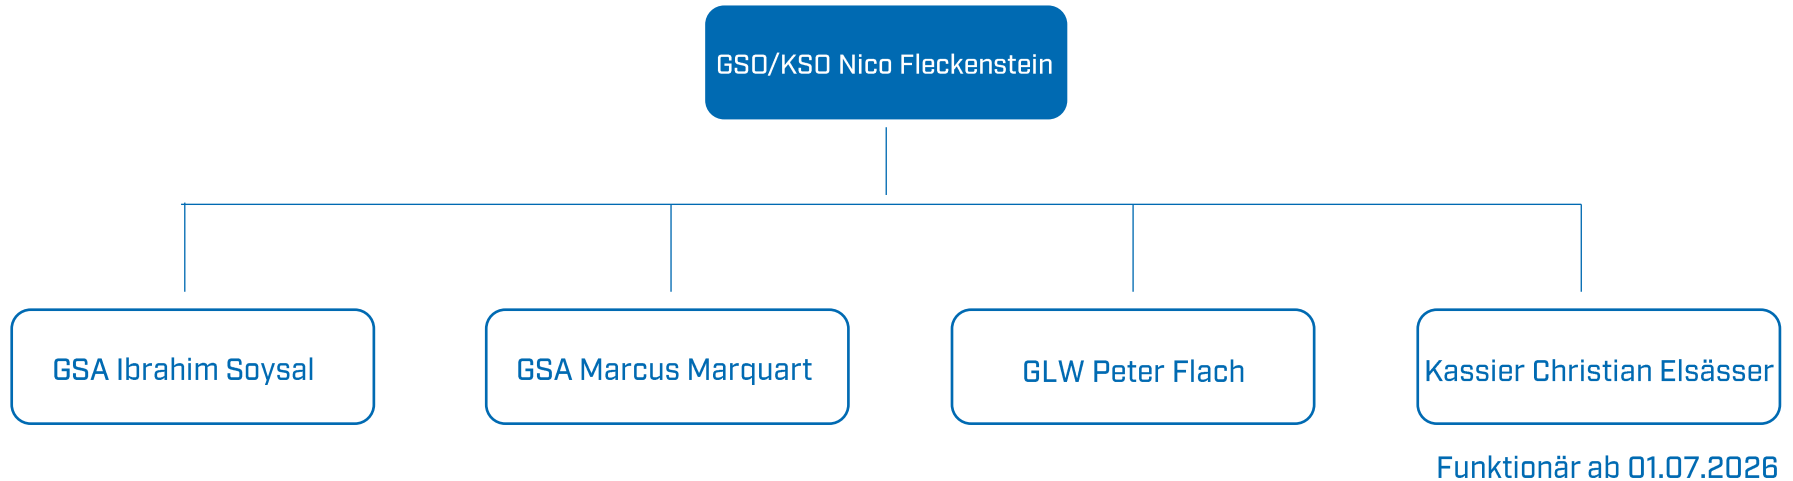 GSO/KSO Nico Fleckenstein
GSA Ibrahim Soysal
GSA Marcus Marquart
GLW Peter Flach
Kassier Christian Elsässer
Funktionär ab 01.07.2026